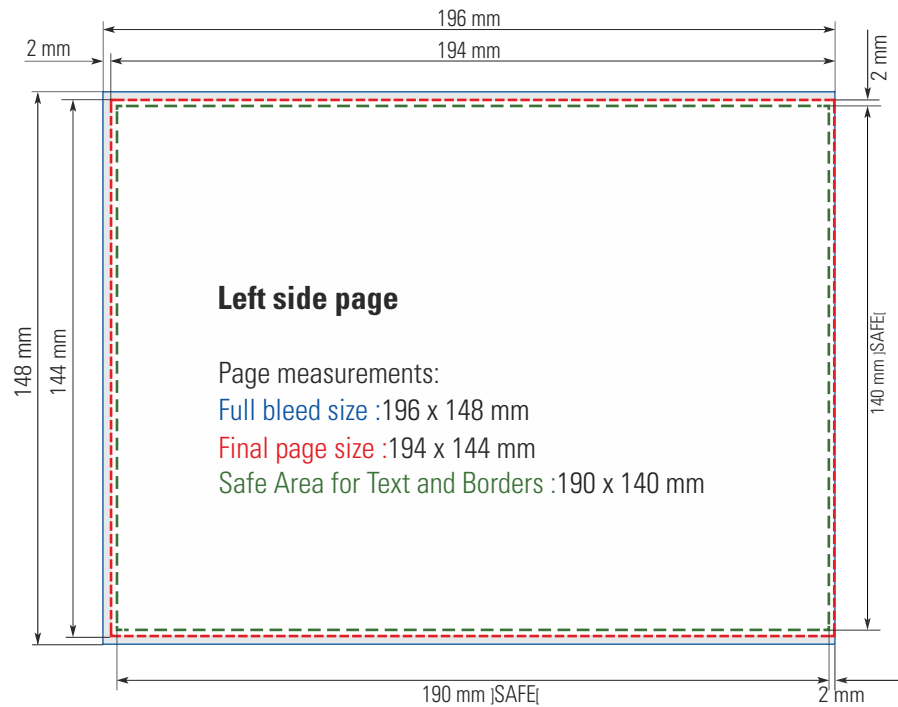 196 mm
2 mm
194 mm
2 mm
148 mm
144 mm
Left side page
Page measurements:
Full bleed size :196 x 148 mm
Final page size :194 x 144 mm
Safe Area for Text and Borders :190 x 140 mm
140 mm ]SAFE[
190 mm ]SAFE[
2 mm